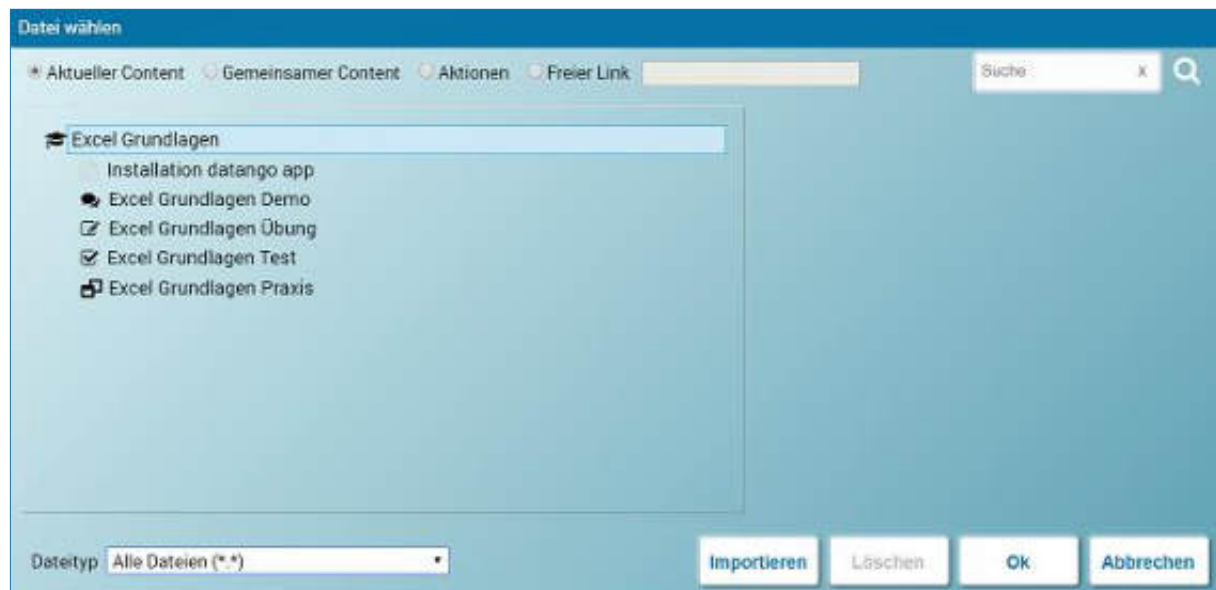 Datei wählen
Aktueller Content Gemeinsamer Content Aktionen Freier Link Suche x
Excel Grundlagen
Installation datango app
Excel Grundlagen Demo
Excel Grundlagen Übung
Excel Grundlagen Test
Excel Grundlagen Praxis
Dateityp Alle Dateien (*.*) Importieren Löschen Ok Abbrechen